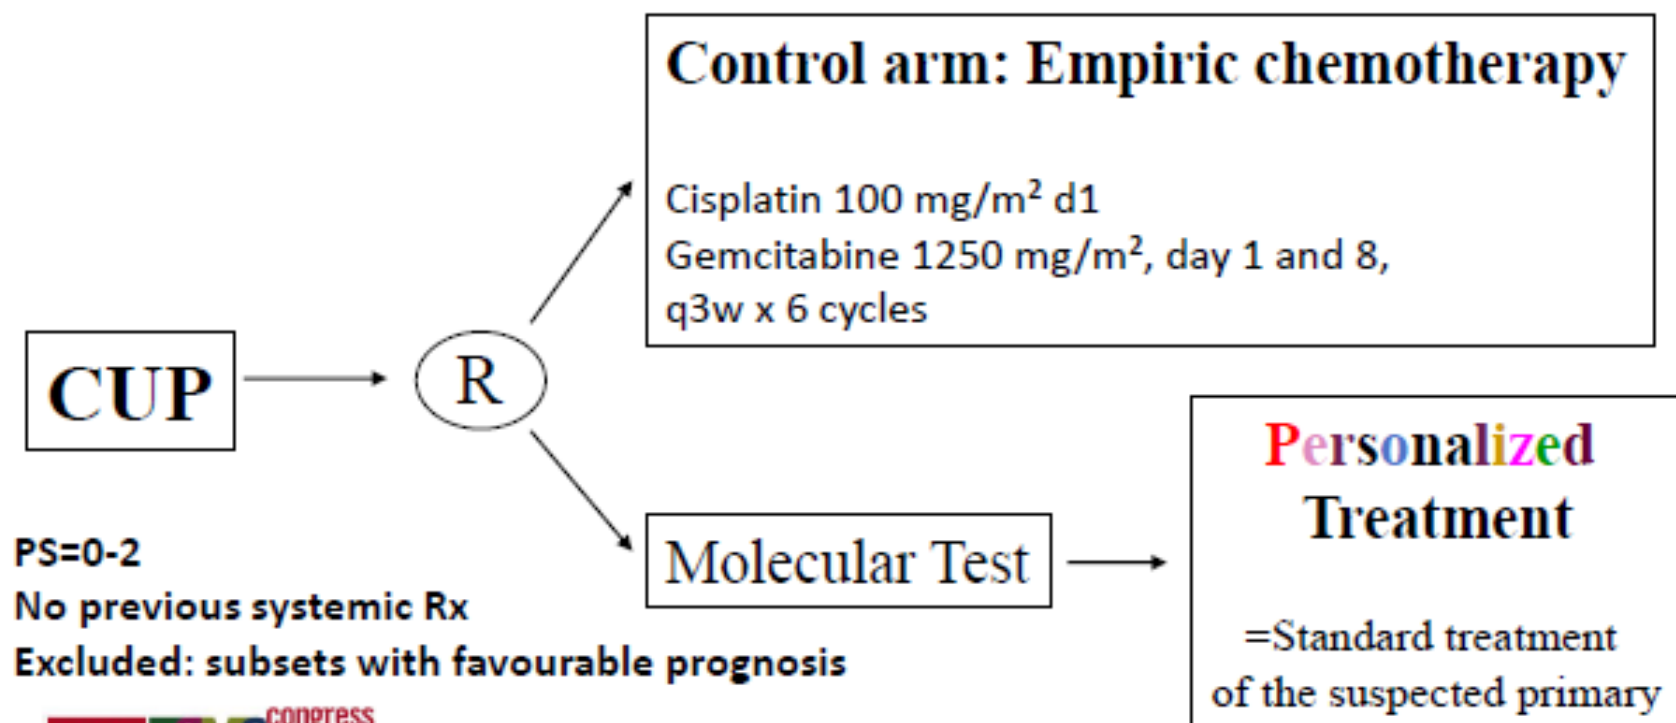 Control arm: Empiric chemotherapy
Cisplatin 100 mg/m² d1
Gemcitabine 1250 mg/m², day 1 and 8,
q3w x 6 cycles
CUP
R
Molecular Test
Personalized
Treatment
=Standard treatment
of the suspected primary
PS=0-2
No previous systemic Rx
Excluded: subsets with favourable prognosis
congress